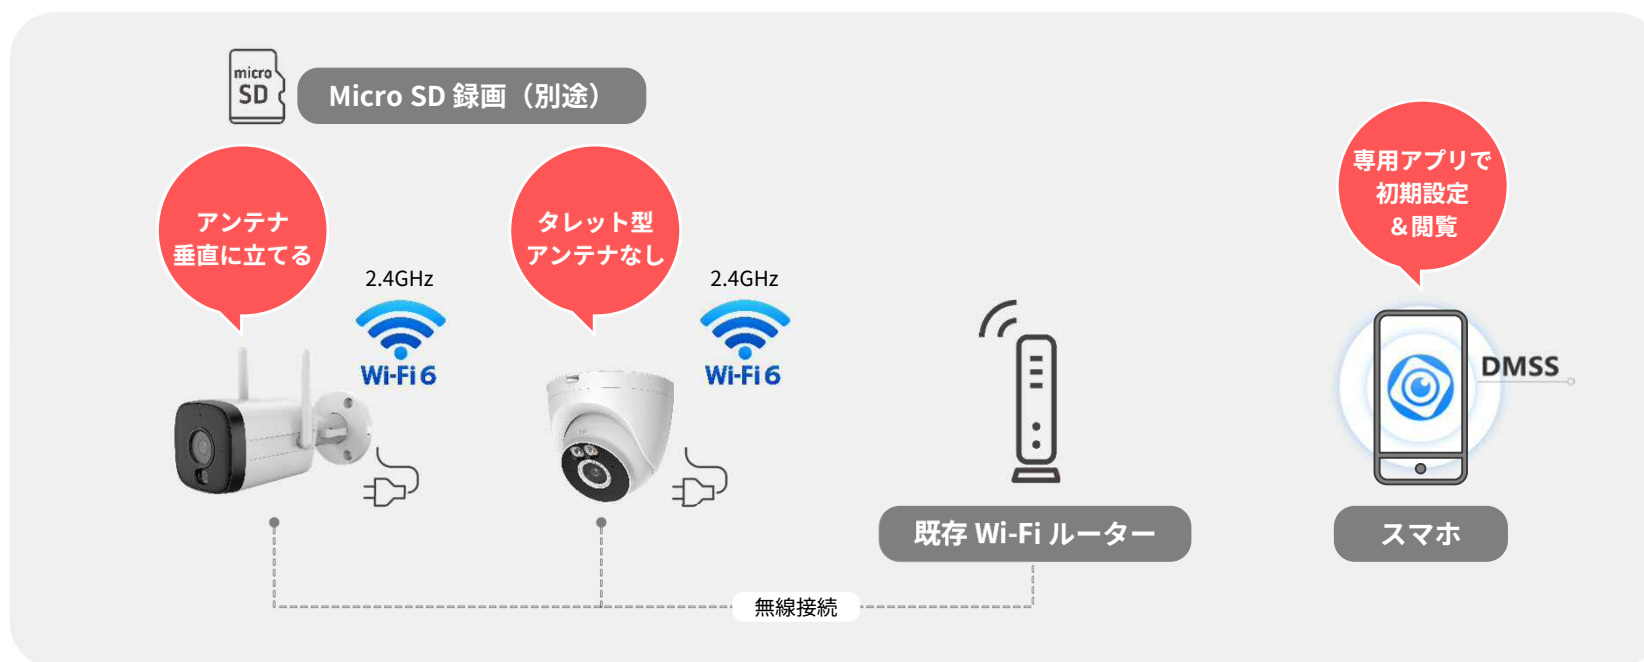 micro
SD
Micro SD 録画（別途）
アンテナ
垂直に立てる
2.4GHz
Wi-Fi 6
タレット型
アンテナなし
2.4GHz
Wi-Fi 6
専用アプリで
初期設定
＆閲覧
DMSS
既存 Wi-Fi ルーター
スマホ
無線接続